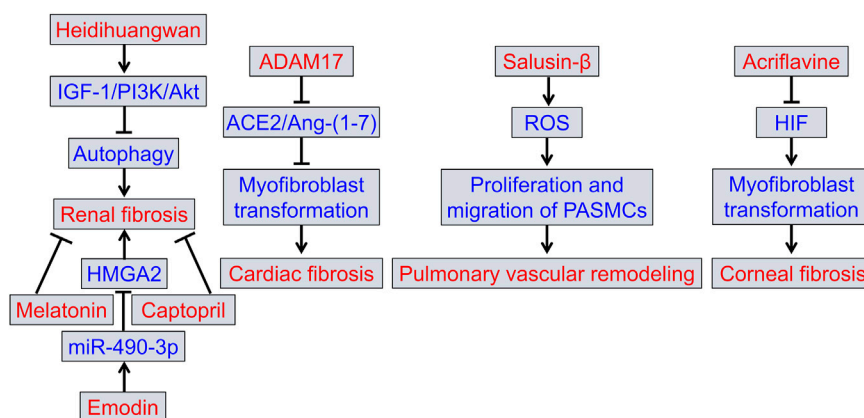 Heidihuangwan
IGF-1/PI3K/Akt
Autophagy
Renal fibrosis
HMGA2
Melatonin
Captopril
miR-490-3p
Emodin
ADAM17
ACE2/Ang-(1-7)
Myofibroblast
transformation
Cardiac fibrosis
Salusin-β
ROS
Proliferation and
migration of PASMCs
Pulmonary vascular remodeling
Acriflavine
HIF
Myofibroblast
transformation
Corneal fibrosis